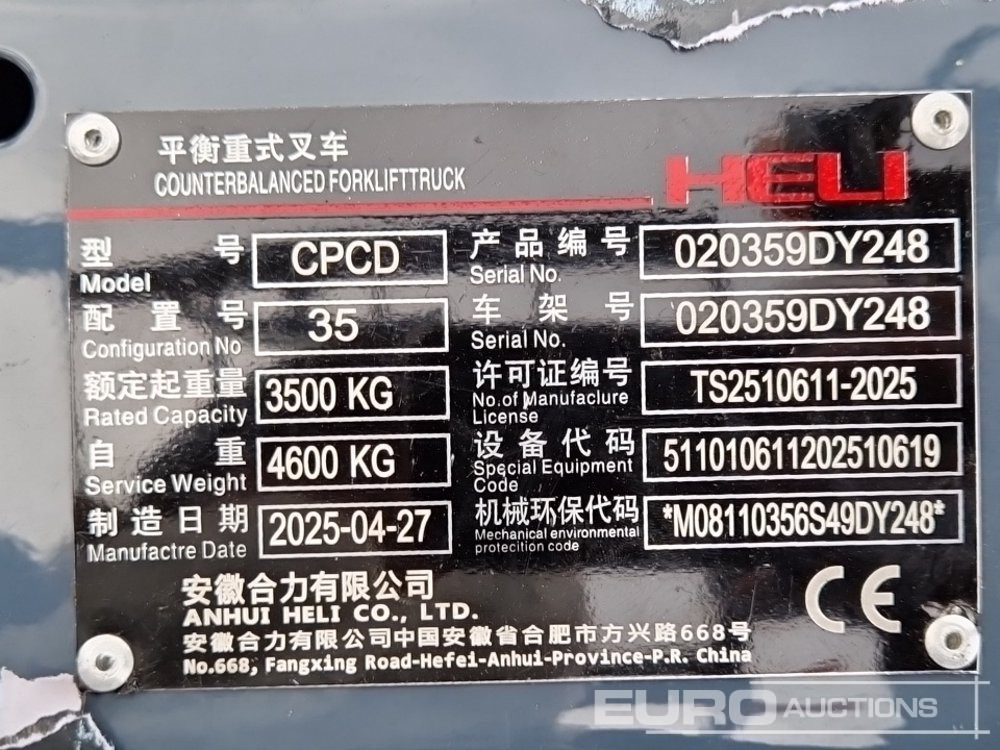 平衡重式叉车
COUNTERBALANCED FORKLIFTTRUCK
HELI
型 号 CPCD 产品编号 020359DY248
Model Serial No.
配置号 35 车架号 020359DY248
Configuration No Serial No.
额定起重量 3500 KG 许可证编号 TS2510611-2025
Rated Capacity No.of Manufaclure License
自 重 4600 KG 设备代码 511010611202510619
Service Weight Special Equipment Code
制造日期 2025-04-27 机械环保代码 *M08110356S49DY248*
Manufactre Date Mechanical environmental protecition code
安徽合力有限公司
ANHUI HELI CO., LTD.
CE
安徽合力有限公司中国安徽省合肥市方兴路668号
No.668, Fangxing Road-Hefei-Anhui-Province-P.R. China
EURO AUCTIONS